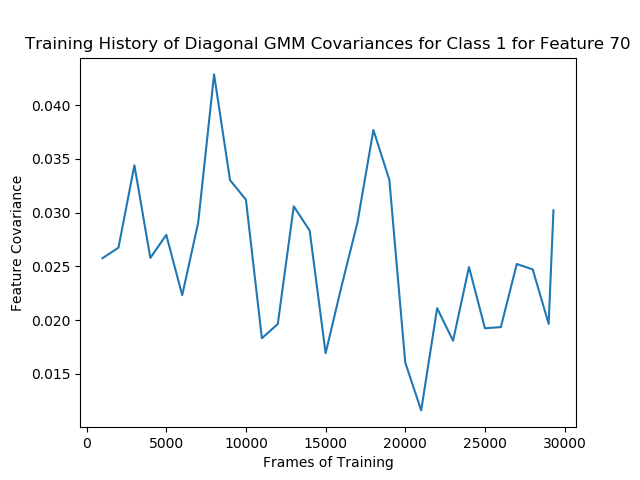 Training History of Diagonal GMM Covariances for Class 1 for Feature 70
0.040
0.035
0.030
0.025
0.020
0.015
Feature Covariance
0 5000 10000 15000 20000 25000 30000
Frames of Training